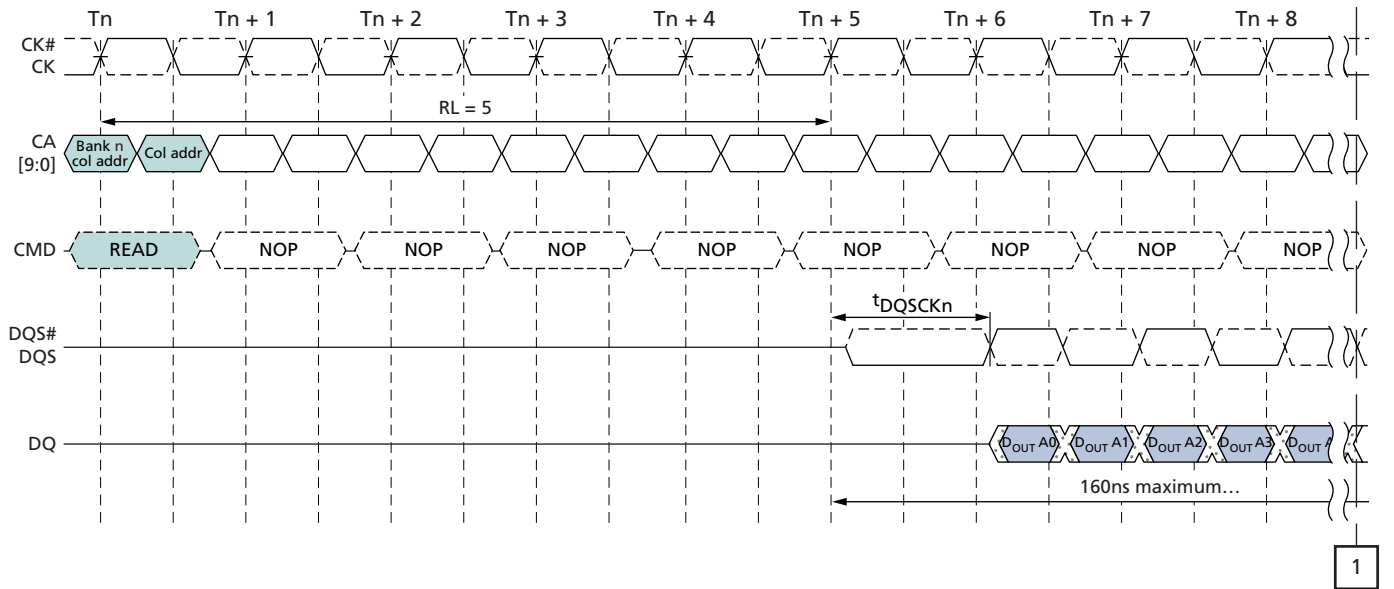 Tn Tn + 1 Tn + 2 Tn + 3 Tn + 4 Tn + 5 Tn + 6 Tn + 7 Tn + 8
CK#
CK
RL = 5
CA
[9:0]
Bank n
col addr
Col addr
CMD
READ NOP NOP NOP NOP NOP NOP NOP NOP
tDQSCKn
DQS#
DQS
DQ
DOUT A0 DOUT A1 DOUT A2 DOUT A3 DOUT A
160ns maximum…
1